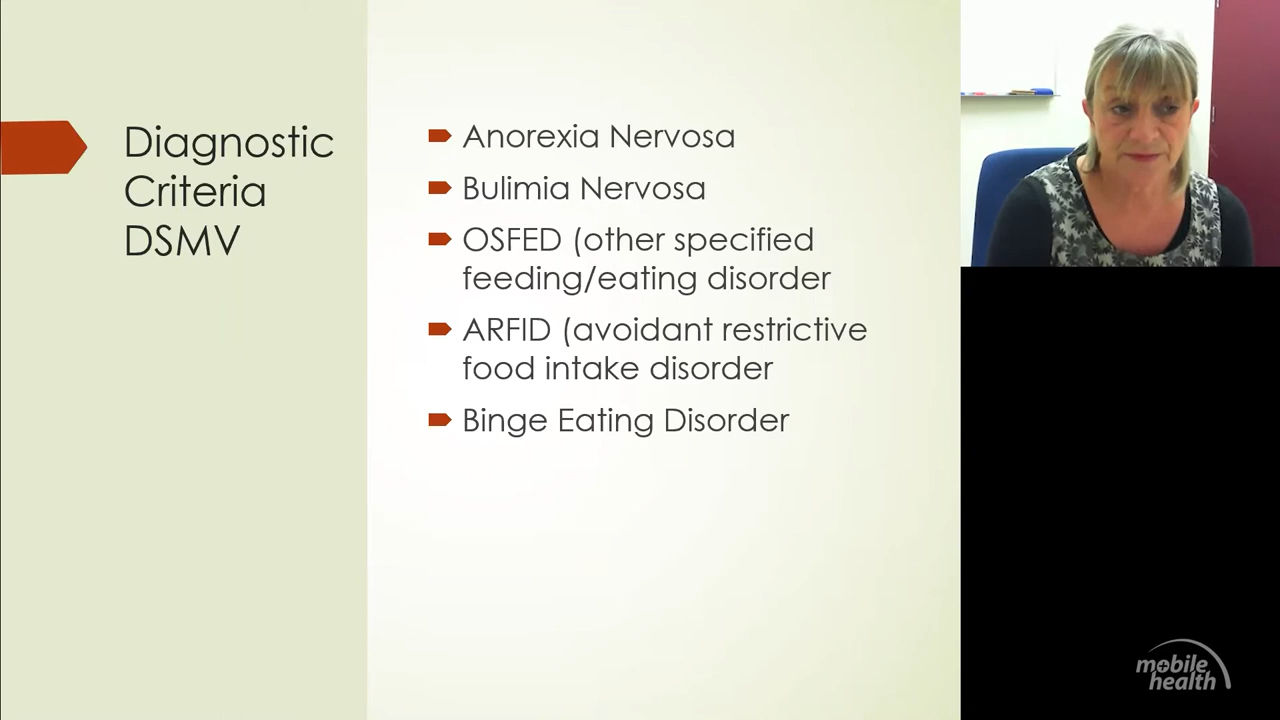 Diagnostic
Criteria
DSMV
Anorexia Nervosa
Bulimia Nervosa
OSFED (other specified
feeding/eating disorder
ARFID (avoidant restrictive
food intake disorder
Binge Eating Disorder
mobile
health